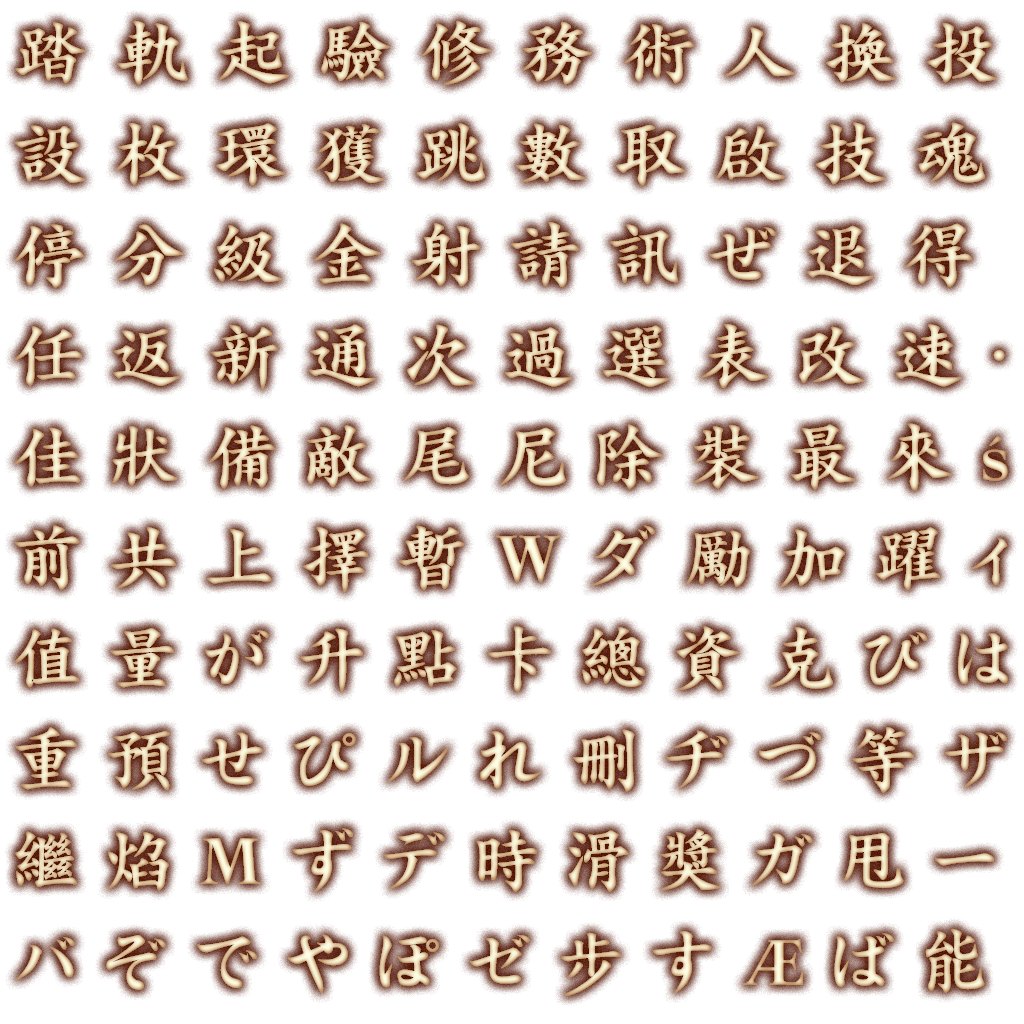 踏 軌 起 驗 修 務 術 人 換 投
設 枚 環 獲 跳 數 取 啟 技 魂
停 分 級 金 射 請 訊 ぜ 退 得
任 返 新 通 次 過 選 表 改 速 ·
佳 狀 備 敵 尾 尼 除 裝 最 來 ś
前 共 上 擇 暫 W ダ 勵 加 躍 ィ
值 量 が 升 點 卡 總 資 克 び は
重 預 せ ぴ ル れ 刪 ヂ づ 等 ザ
繼 焰 M ず デ 時 滑 獎 ガ 甩 一
バ ぞ で や ぽ ゼ 步 す Æ ば 能